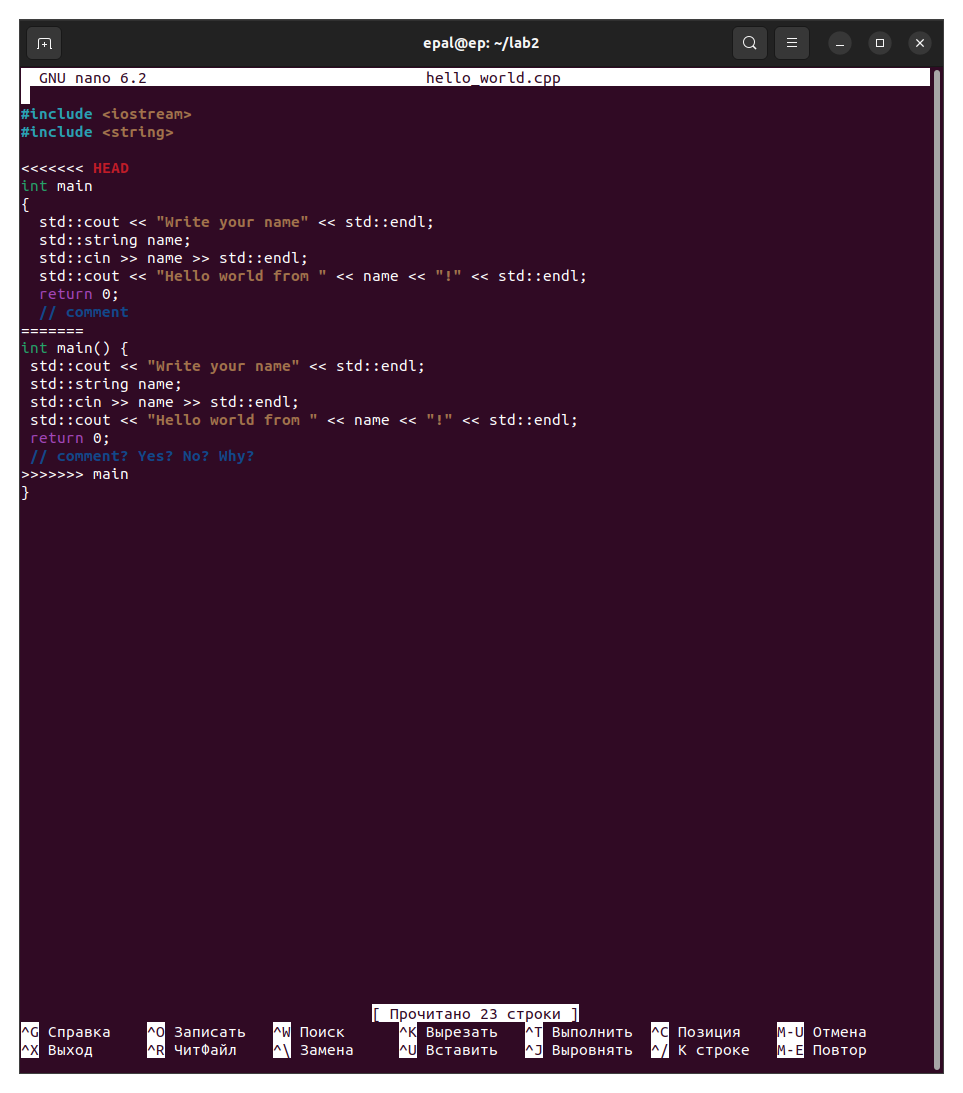 epal@ep: ~/lab2
GNU nano 6.2 hello_world.cpp
#include <iostream>
#include <string>
<<<<<<< HEAD
int main
{
  std::cout << "Write your name" << std::endl;
  std::string name;
  std::cin >> name >> std::endl;
  std::cout << "Hello world from " << name << "!" << std::endl;
  return 0;
  // comment
=======
int main() {
 std::cout << "Write your name" << std::endl;
 std::string name;
 std::cin >> name >> std::endl;
 std::cout << "Hello world from " << name << "!" << std::endl;
 return 0;
 // comment? Yes? No? Why?
>>>>>>> main
}
[ Прочитано 23 строки ]
^G Справка ^O Записать ^W Поиск ^K Вырезать ^T Выполнить ^C Позиция M-U Отмена
^X Выход ^R ЧитФайл ^\ Замена ^U Вставить ^J Выровнять ^/ К строке M-E Повтор